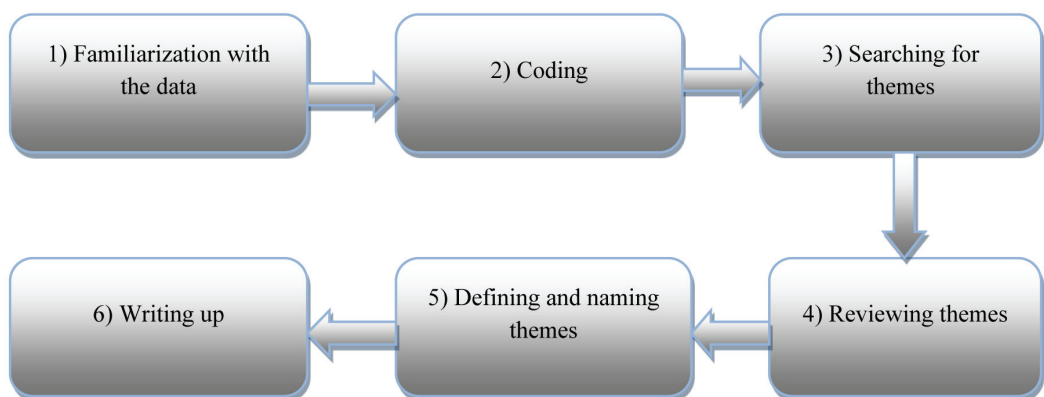 1) Familiarization with
the data
2) Coding
3) Searching for
themes
4) Reviewing themes
5) Defining and naming
themes
6) Writing up